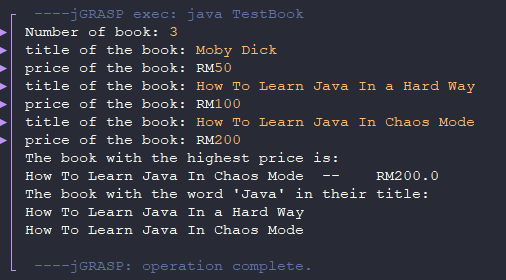 ----jGRASP exec: java TestBook
Number of book: 3
title of the book: Moby Dick
price of the book: RM50
title of the book: How To Learn Java In a Hard Way
price of the book: RM100
title of the book: How To Learn Java In Chaos Mode
price of the book: RM200
The book with the highest price is:
How To Learn Java In Chaos Mode  --    RM200.0
The book with the word 'Java' in their title:
How To Learn Java In a Hard Way
How To Learn Java In Chaos Mode
----jGRASP: operation complete.